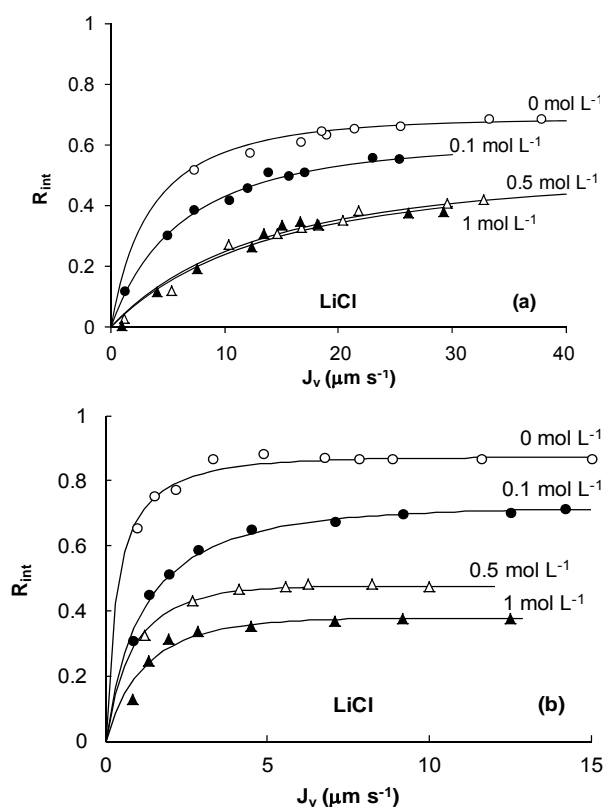 1
0 mol L⁻¹
0.8
0.1 mol L⁻¹
0.6
R_int
0.5 mol L⁻¹
0.4
1 mol L⁻¹
0.2
LiCl (a)
0
0 10 20 30 40
J_v (μm s⁻¹)
1
0 mol L⁻¹
0.8
0.1 mol L⁻¹
0.6
R_int
0.5 mol L⁻¹
0.4
1 mol L⁻¹
0.2
LiCl (b)
0
0 5 10 15
J_v (μm s⁻¹)